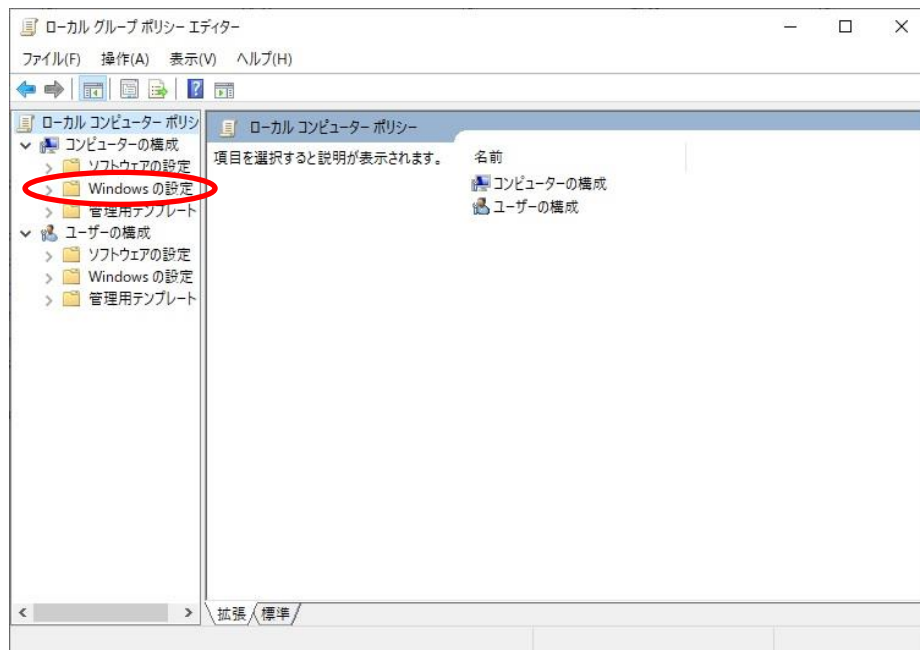 ローカル グループ ポリシー エディター
ファイル(F) 操作(A) 表示(V) ヘルプ(H)
ローカル コンピューター ポリシ
コンピューターの構成
ソフトウェアの設定
Windows の設定
管理用テンプレート
ユーザーの構成
ソフトウェアの設定
Windows の設定
管理用テンプレート
ローカル コンピューター ポリシー
項目を選択すると説明が表示されます。
名前
コンピューターの構成
ユーザーの構成
拡張 標準